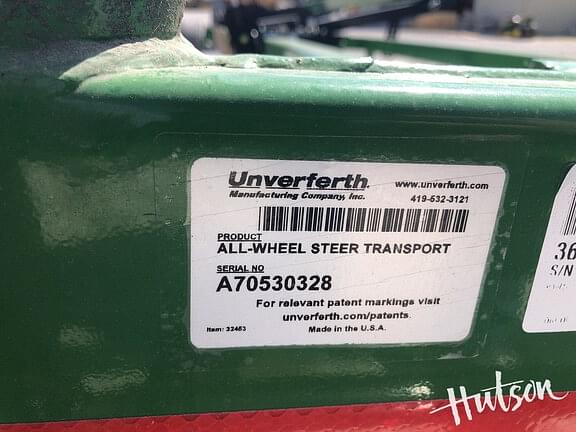 Unverferth
Manufacturing Company, Inc.
www.unverferth.com
419-532-3121
PRODUCT
ALL-WHEEL STEER TRANSPORT
SERIAL NO
A70530328
For relevant patent markings visit
unverferth.com/patents.
Item: 32453
Made in the U.S.A.
36
S/N
Hutson